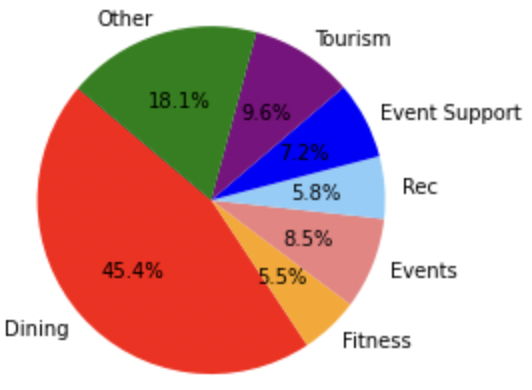 Other
Tourism
18.1%
9.6%
Event Support
7.2%
Rec
5.8%
8.5%
Events
45.4%
5.5%
Dining
Fitness